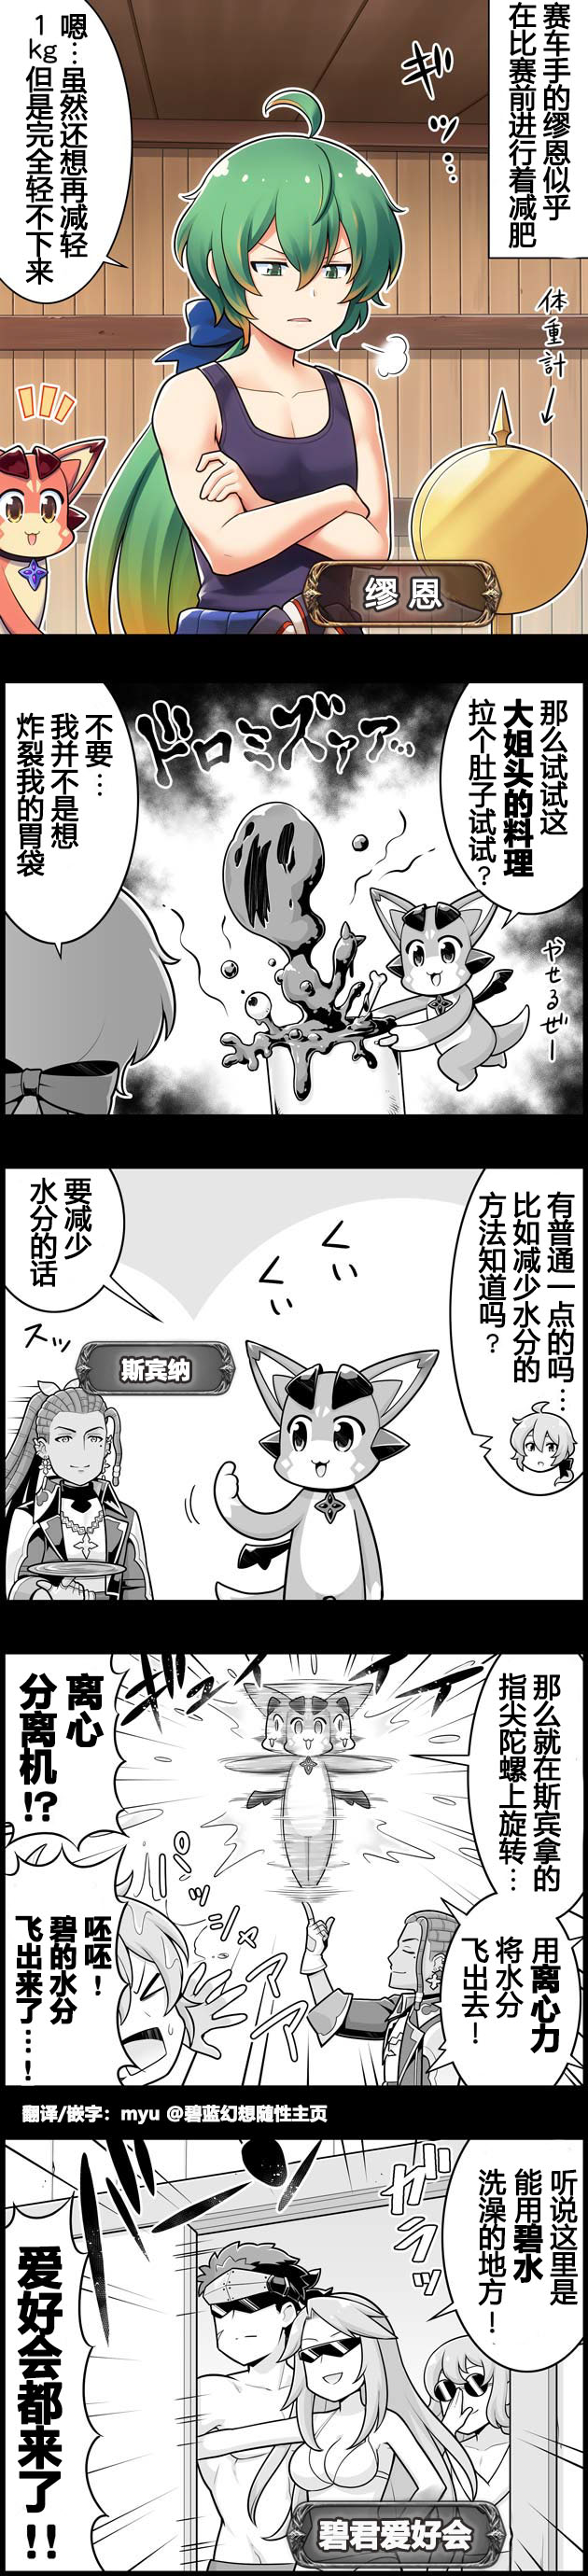 赛车手的缪恩似乎
在比赛前进行着减肥
ギッ…
嗯…虽然还想再减轻
1kg但是完全轻不下来
体重計
缪恩
那么试试这
大姐头的料理
拉个肚子试试？
ドロミズァァ…
不要…
我并不是想
炸裂我的胃袋
やせるぜー
有普通一点的吗…
比如减少水分的
方法知道吗？
くい
くい
要减少
水分的话
スッ
斯宾纳
那么就在斯宾拿的
指尖陀螺上旋转…
用离心力
将水分
飞出去！
离心
分离机!?
呸呸！
碧的水分
飞出来了…！
翻译/嵌字：myu @碧蓝幻想随性主页
听说这里是
能用碧水
洗澡的地方！
ガラッ
爱好会都来了!!
碧君爱好会